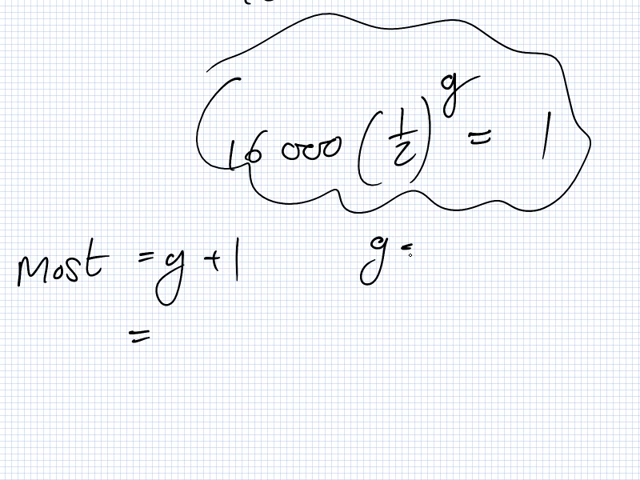 16 000 (1/2)^g = 1
Most = g + 1 g =
=